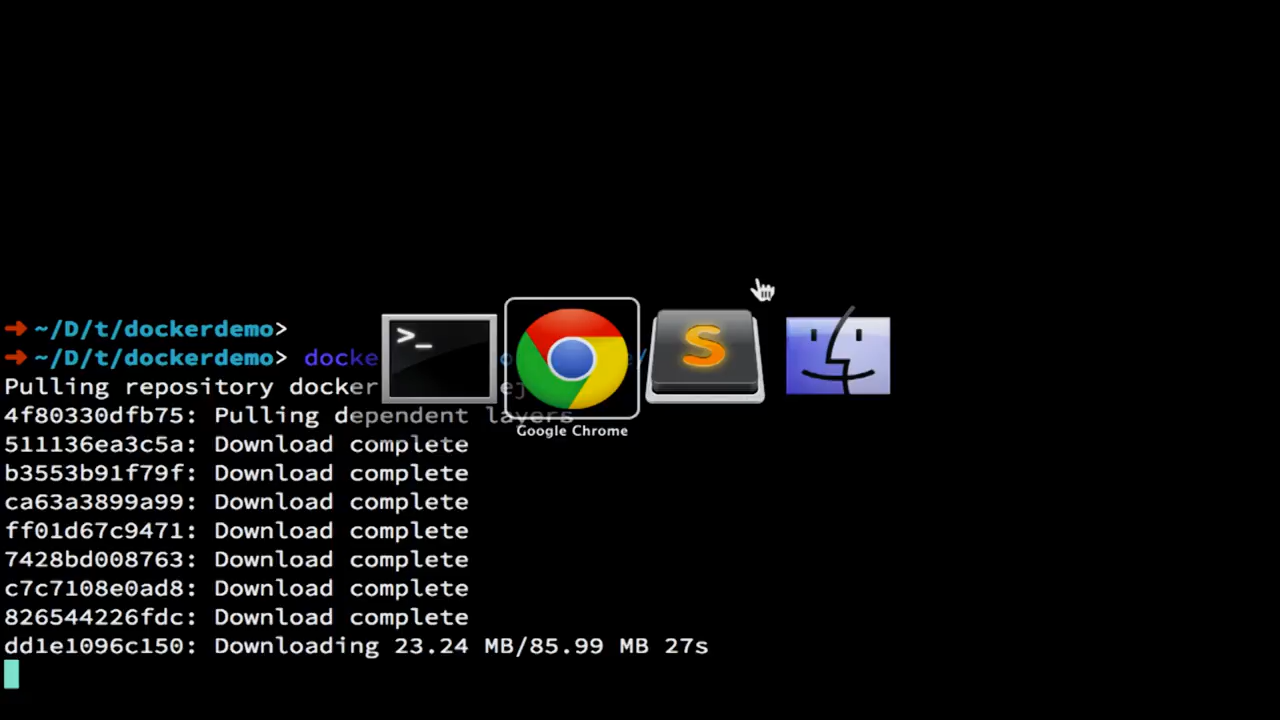 ➜ ~/D/t/dockerdemo>
➜ ~/D/t/dockerdemo> docke
Pulling repository docker ej
4f80330dfb75: Pulling dependent layers
511136ea3c5a: Download complete
b3553b91f79f: Download complete
ca63a3899a99: Download complete
ff01d67c9471: Download complete
7428bd008763: Download complete
c7c7108e0ad8: Download complete
826544226fdc: Download complete
dd1e1096c150: Downloading 23.24 MB/85.99 MB 27s
>_
S
Google Chrome